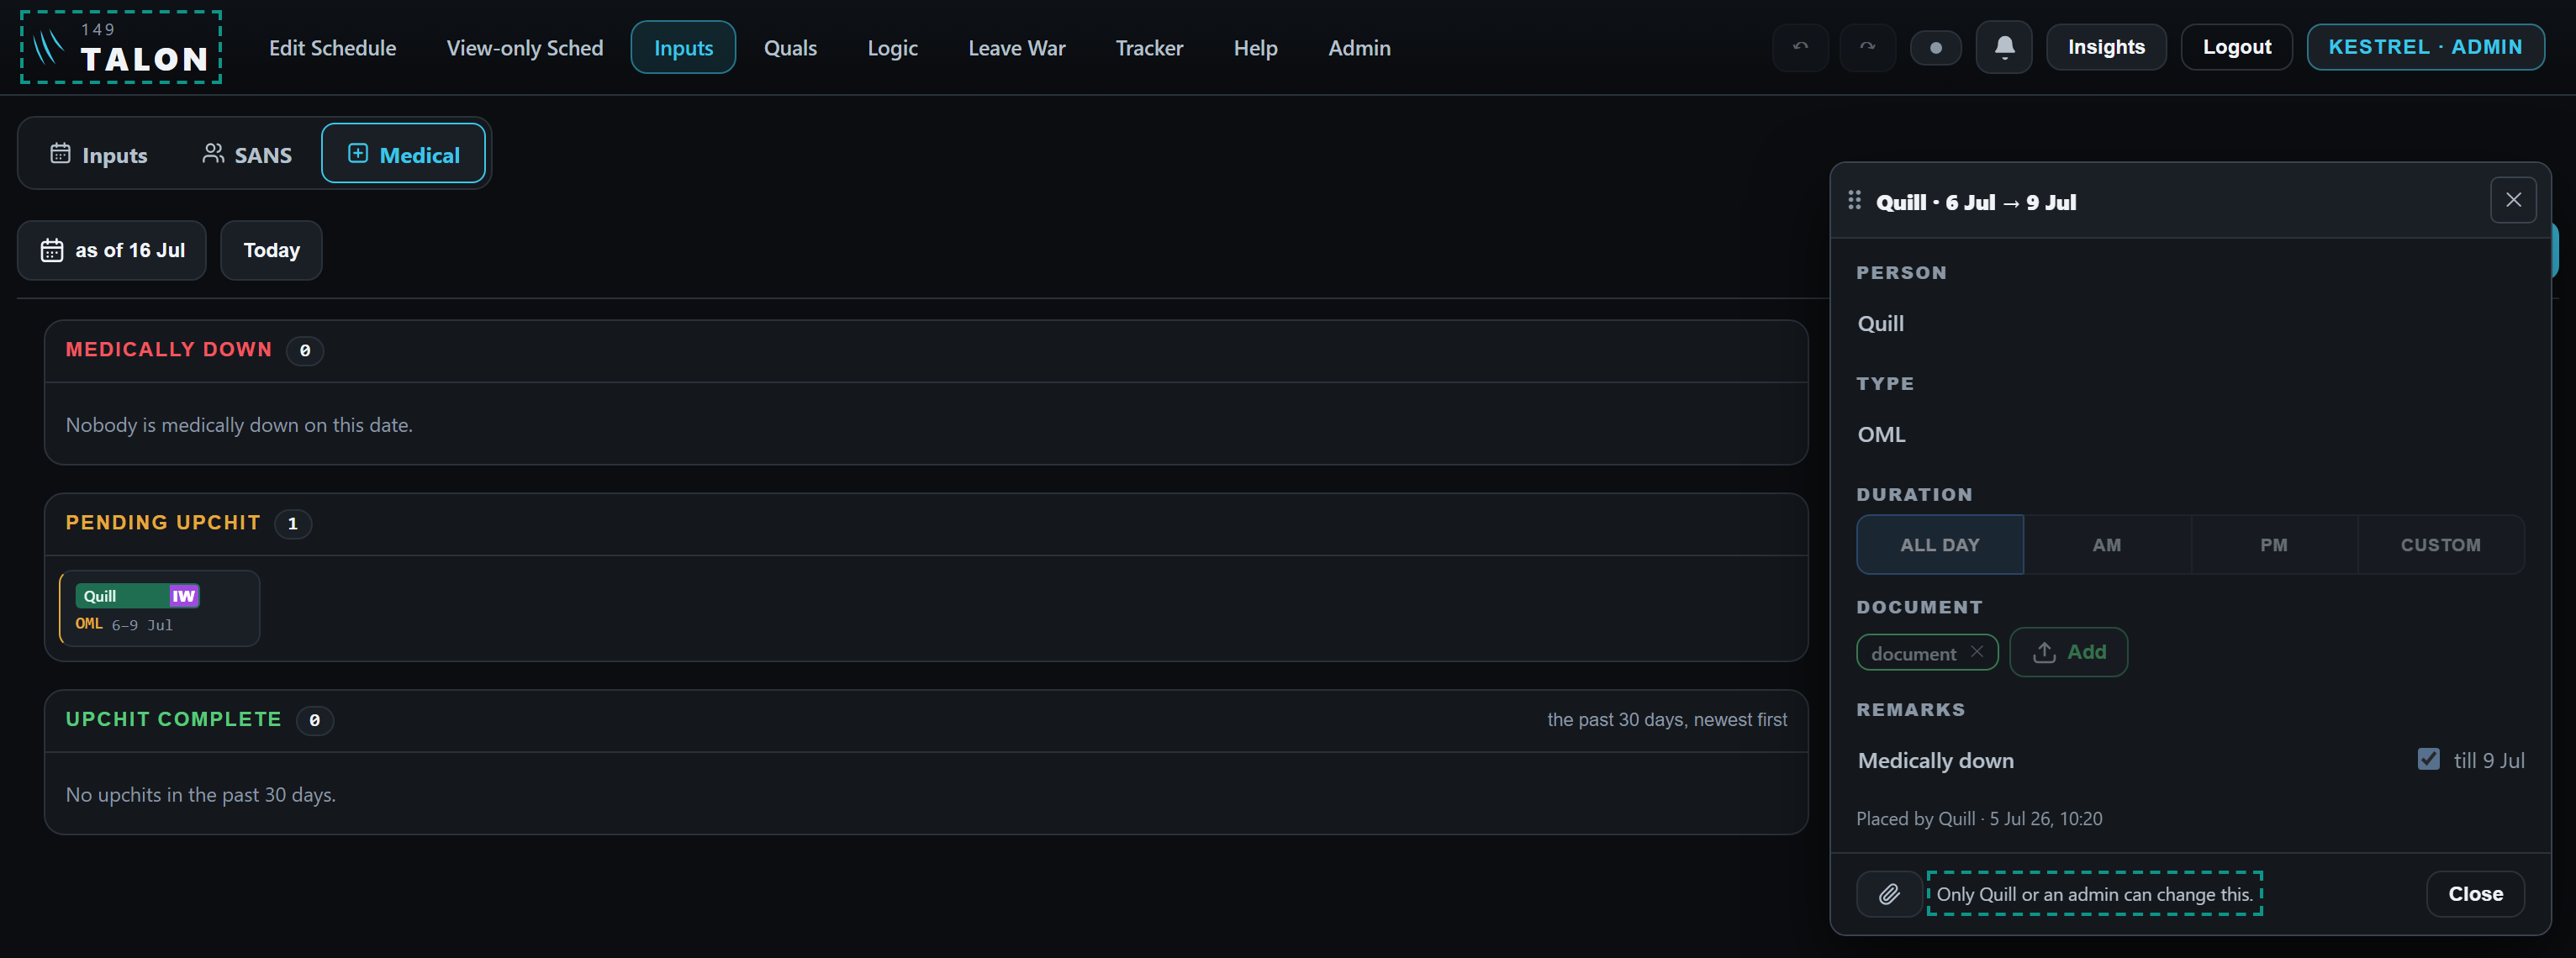 149
TALON
Edit Schedule
View-only Sched
Inputs
Quals
Logic
Leave War
Tracker
Help
Admin
Insights
Logout
KESTREL · ADMIN
Inputs
SANS
Medical
as of 16 Jul
Today
MEDICALLY DOWN 0
Nobody is medically down on this date.
PENDING UPCHIT 1
Quill IW
OML 6–9 Jul
UPCHIT COMPLETE 0
the past 30 days, newest first
No upchits in the past 30 days.
Quill · 6 Jul → 9 Jul
PERSON
Quill
TYPE
OML
DURATION
ALL DAY
AM
PM
CUSTOM
DOCUMENT
document
Add
REMARKS
Medically down
till 9 Jul
Placed by Quill · 5 Jul 26, 10:20
Only Quill or an admin can change this.
Close